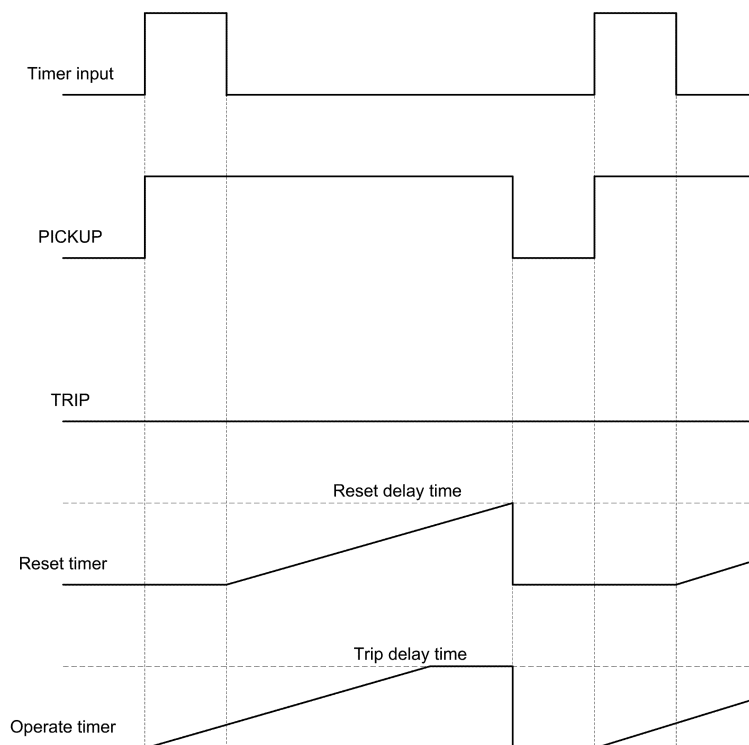 Timer input
PICKUP
TRIP
Reset delay time
Reset timer
Trip delay time
Operate timer